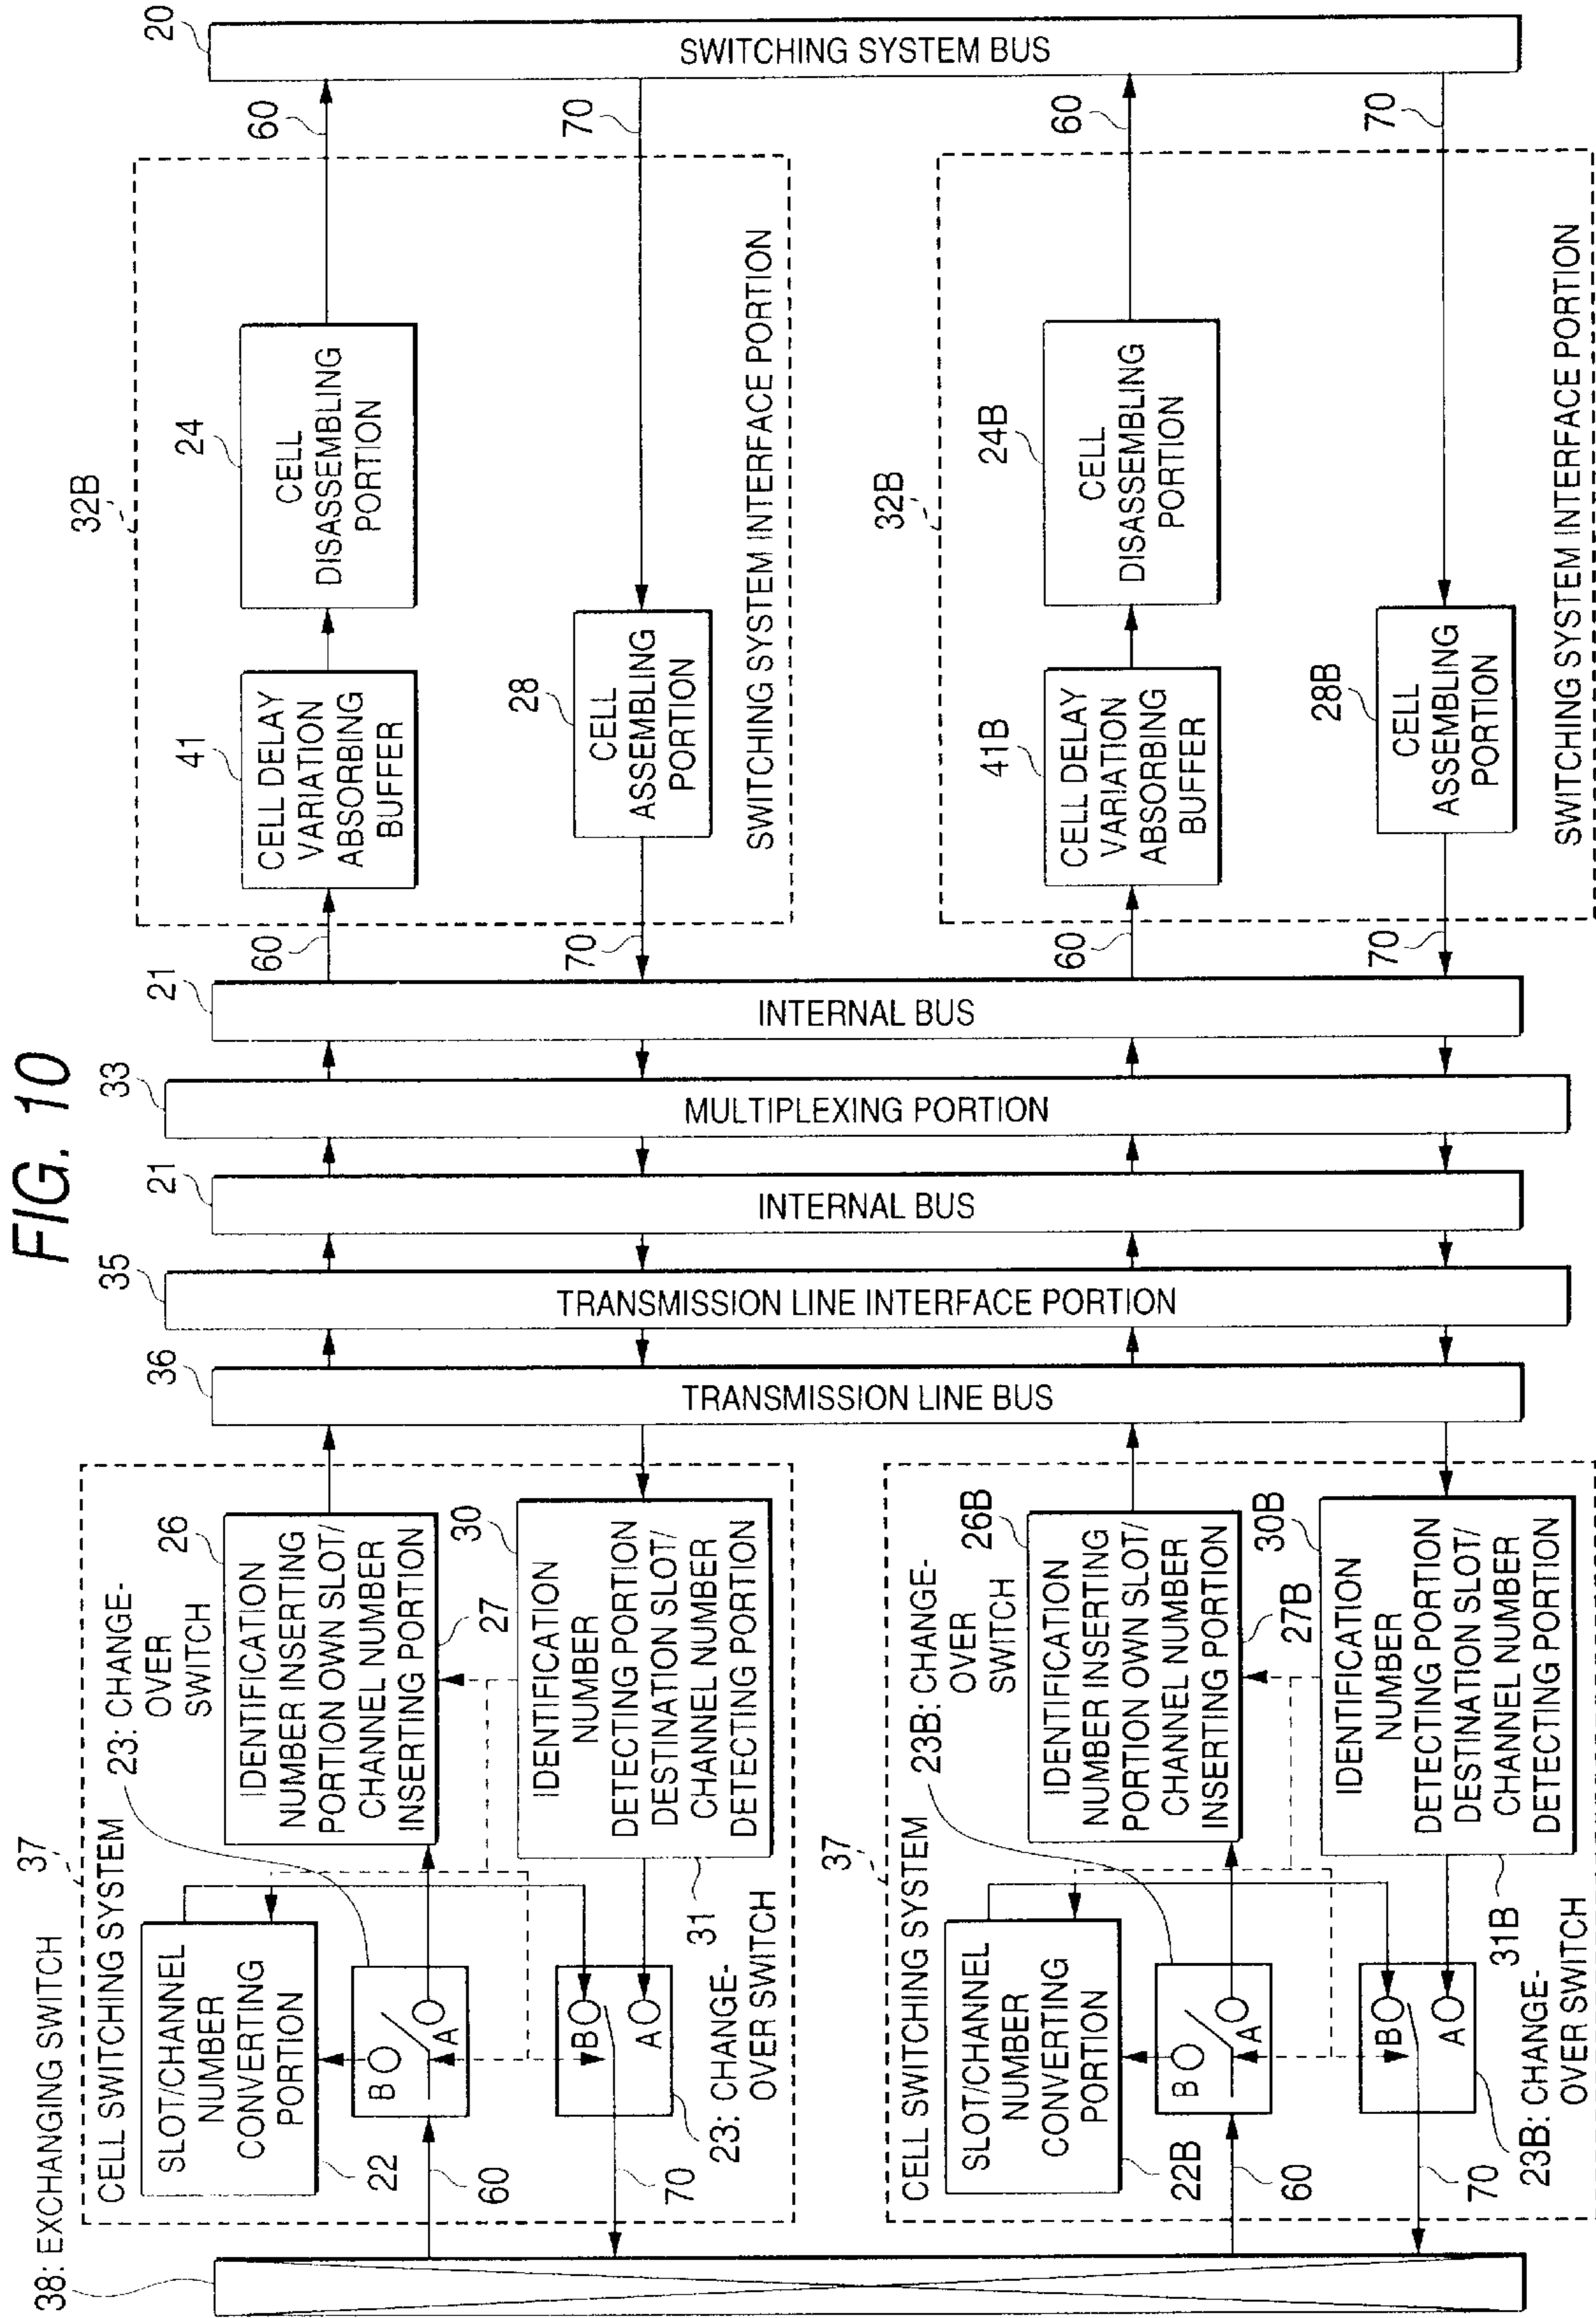 FIG. 10
38: EXCHANGING SWITCH
37
CELL SWITCHING SYSTEM
SLOT/CHANNEL
NUMBER
CONVERTING
PORTION
22
B
A
60
23: CHANGE-
OVER
SWITCH
26
IDENTIFICATION
NUMBER INSERTING
PORTION OWN SLOT/
CHANNEL NUMBER
INSERTING PORTION
27
30
IDENTIFICATION
NUMBER
DETECTING PORTION
DESTINATION SLOT/
CHANNEL NUMBER
DETECTING PORTION
31
B
A
70
23: CHANGE-
OVER SWITCH
36
TRANSMISSION LINE BUS
35
TRANSMISSION LINE INTERFACE PORTION
21
INTERNAL BUS
33
MULTIPLEXING PORTION
21
INTERNAL BUS
60
70
32B
41
CELL DELAY
VARIATION
ABSORBING
BUFFER
24
CELL
DISASSEMBLING
PORTION
28
CELL
ASSEMBLING
PORTION
SWITCHING SYSTEM INTERFACE PORTION
60
70
20
SWITCHING SYSTEM BUS
37
CELL SWITCHING SYSTEM
SLOT/CHANNEL
NUMBER
CONVERTING
PORTION
22B
B
A
60
23B: CHANGE-
OVER
SWITCH
26B
IDENTIFICATION
NUMBER INSERTING
PORTION OWN SLOT/
CHANNEL NUMBER
INSERTING PORTION
27B
30B
IDENTIFICATION
NUMBER
DETECTING PORTION
DESTINATION SLOT/
CHANNEL NUMBER
DETECTING PORTION
31B
B
A
70
23B: CHANGE-
OVER SWITCH
60
70
32B
41B
CELL DELAY
VARIATION
ABSORBING
BUFFER
24B
CELL
DISASSEMBLING
PORTION
28B
CELL
ASSEMBLING
PORTION
SWITCHING SYSTEM INTERFACE PORTION
60
70